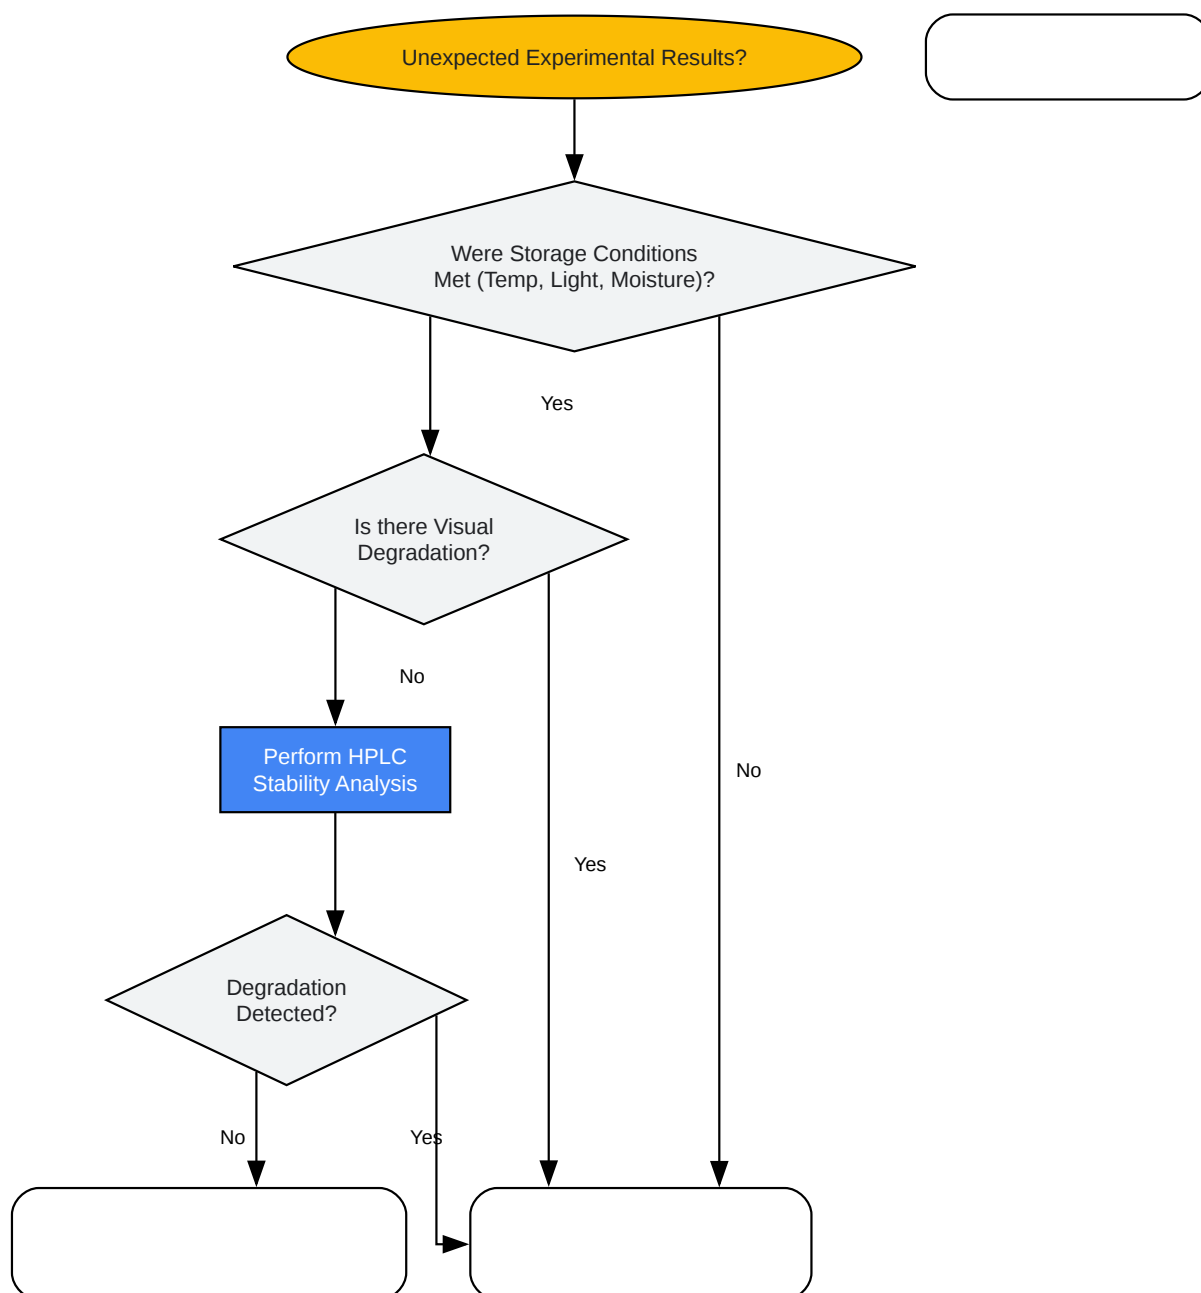 Unexpected Experimental Results?
Were Storage Conditions
Met (Temp, Light, Moisture)?
Yes
Is there Visual
Degradation?
No
Perform HPLC
Stability Analysis
No
Yes
Degradation
Detected?
No
Yes